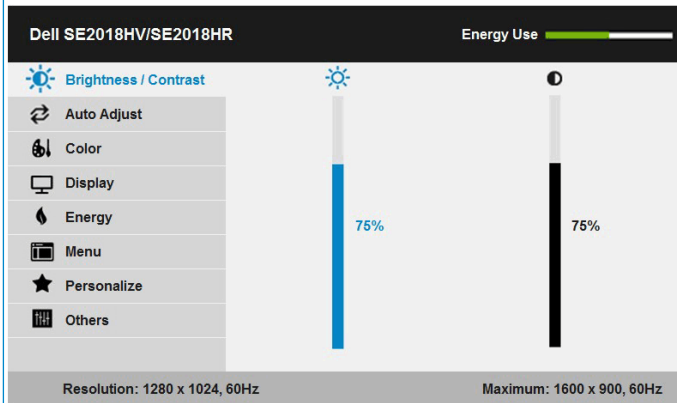 Dell SE2018HV/SE2018HR
Energy Use
Brightness / Contrast
Auto Adjust
Color
Display
Energy
75%
75%
Menu
Personalize
Others
Resolution: 1280 x 1024, 60Hz
Maximum: 1600 x 900, 60Hz